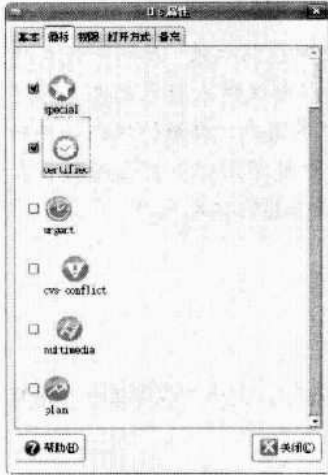 属性
基本 徽标 权限 打开方式 备忘
special
certified
urgent
cvs-conflict
multimedia
plan
帮助(H) 关闭(C)